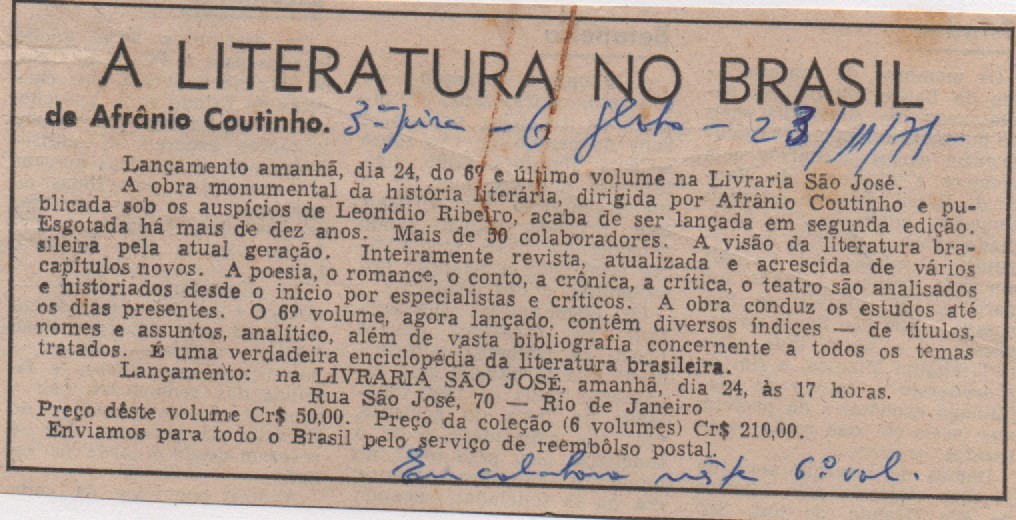 A LITERATURA NO BRASIL
de Afrânio Coutinho. 3ª-feira - O Globo - 23/11/71 -
Lançamento amanhã, dia 24, do 6º e último volume na Livraria São José.
A obra monumental da história literária, dirigida por Afrânio Coutinho e pu-
blicada sob os auspícios de Leonídio Ribeiro, acaba de ser lançada em segunda edição.
Esgotada há mais de dez anos. Mais de 50 colaboradores. A visão da literatura bra-
sileira pela atual geração. Inteiramente revista, atualizada e acrescida de vários
capítulos novos. A poesia, o romance, o conto, a crônica, a crítica, o teatro são analisados
e historiados desde o início por especialistas e críticos. A obra conduz os estudos até
os dias presentes. O 6º volume, agora lançado, contêm diversos índices — de títulos,
nomes e assuntos, analítico, além de vasta bibliografia concernente a todos os temas
tratados. É uma verdadeira enciclopédia da literatura brasileira.
Lançamento: na LIVRARIA SÃO JOSÉ, amanhã, dia 24, às 17 horas.
Rua São José, 70 — Rio de Janeiro
Preço dêste volume Cr$ 50,00. Preço da coleção (6 volumes) Cr$ 210,00.
Enviamos para todo o Brasil pelo serviço de reembôlso postal.
6º vol.